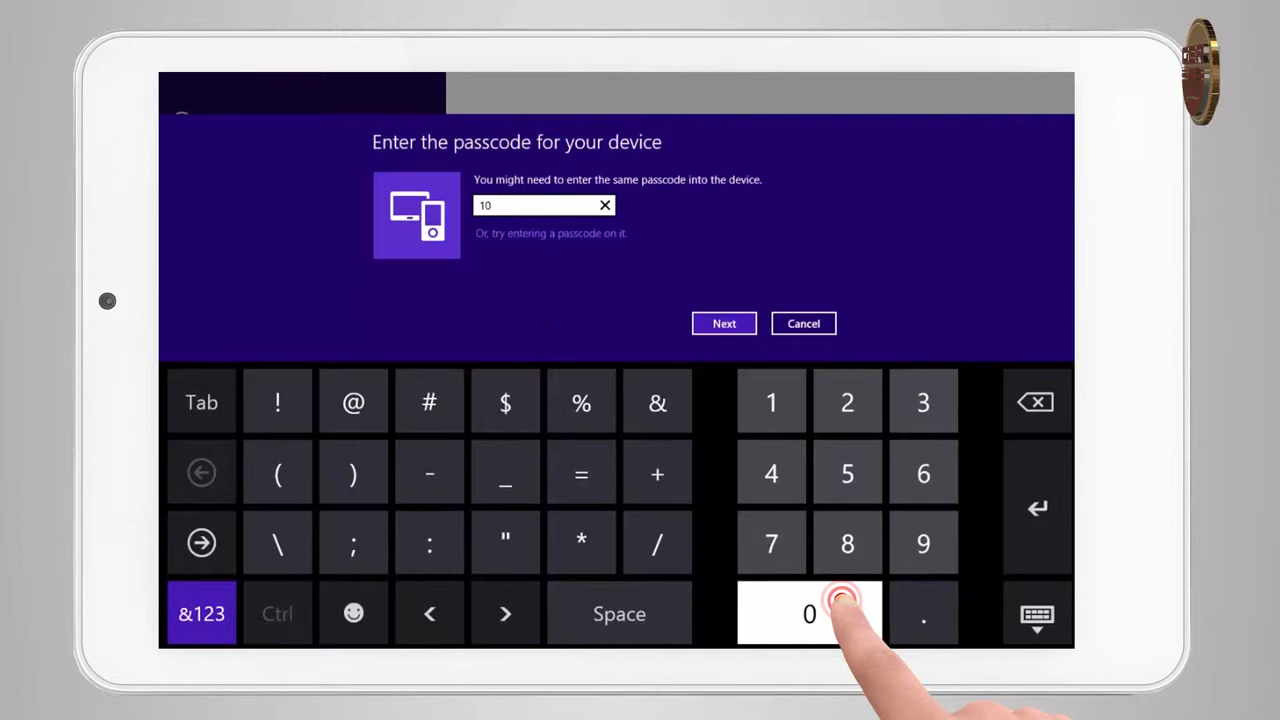 Enter the passcode for your device
You might need to enter the same passcode into the device.
10
Or, try entering a passcode on it.
Next Cancel
Tab ! @ # $ % & 1 2 3
( ) - _ = + 4 5 6
\ ; : " * / 7 8 9
&123 Ctrl < > Space 0 .